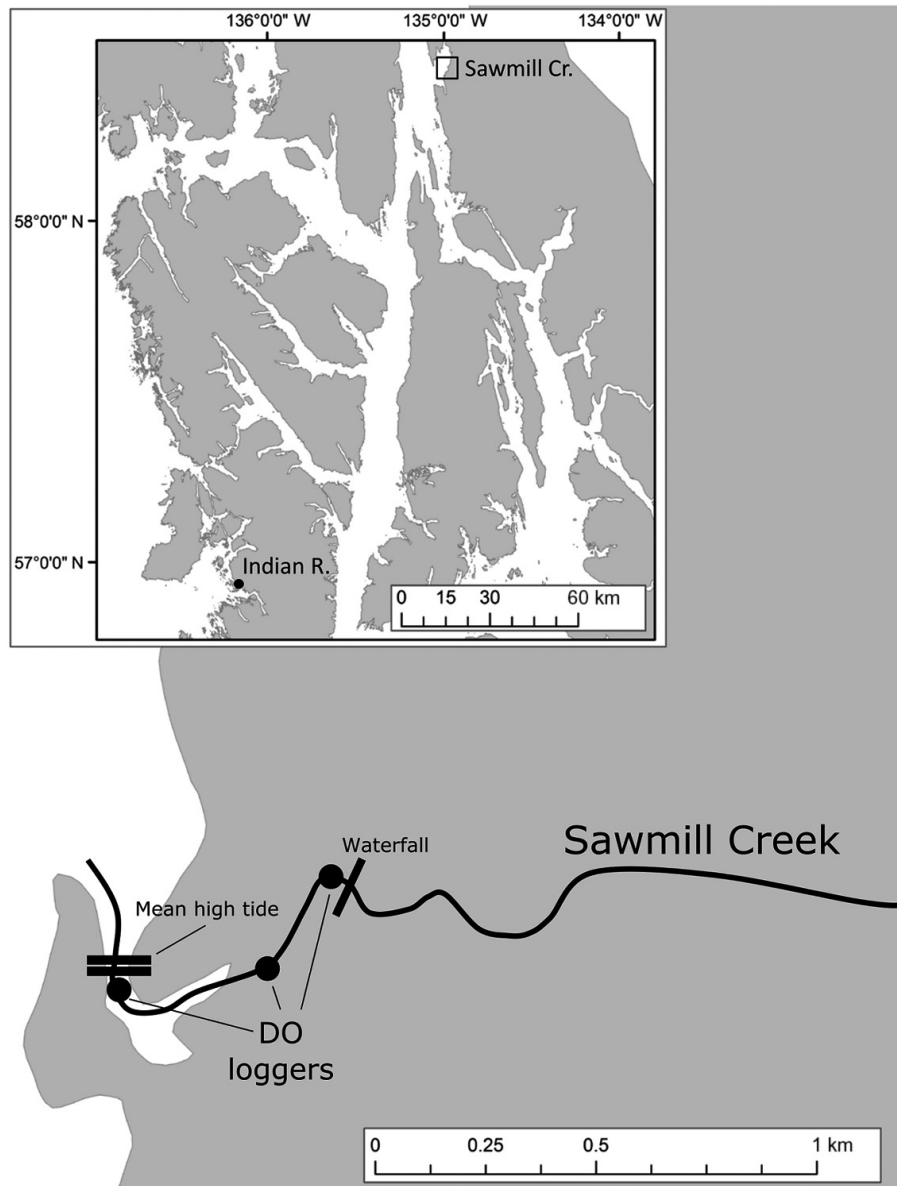 136°0'0" W 135°0'0" W 134°0'0" W
Sawmill Cr.
58°0'0" N
57°0'0" N
Indian R.
0 15 30 60 km
Waterfall
Sawmill Creek
Mean high tide
DO
loggers
0 0.25 0.5 1 km